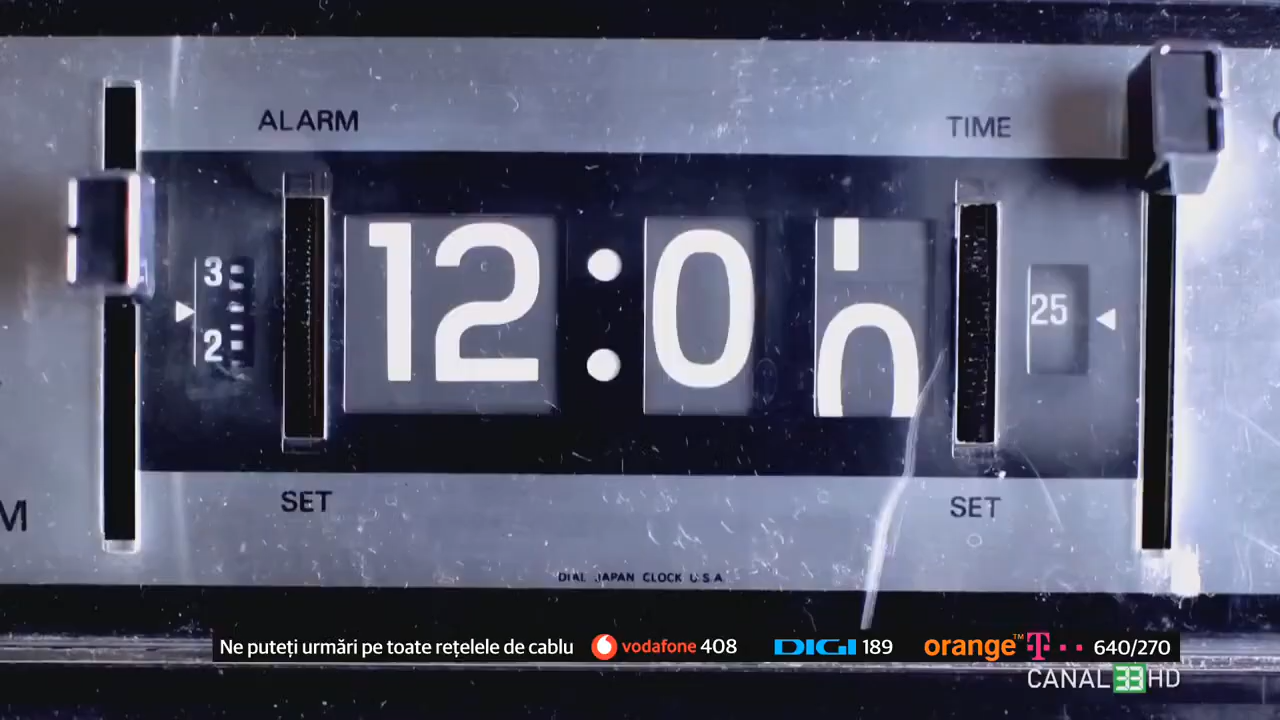 ALARM
TIME
3
2
12:00
25
SET
SET
M
DIAL JAPAN CLOCK U.S.A
Ne puteți urmări pe toate rețelele de cablu vodafone 408 DIGI 189 orange™ T 640/270
CANAL 33 HD